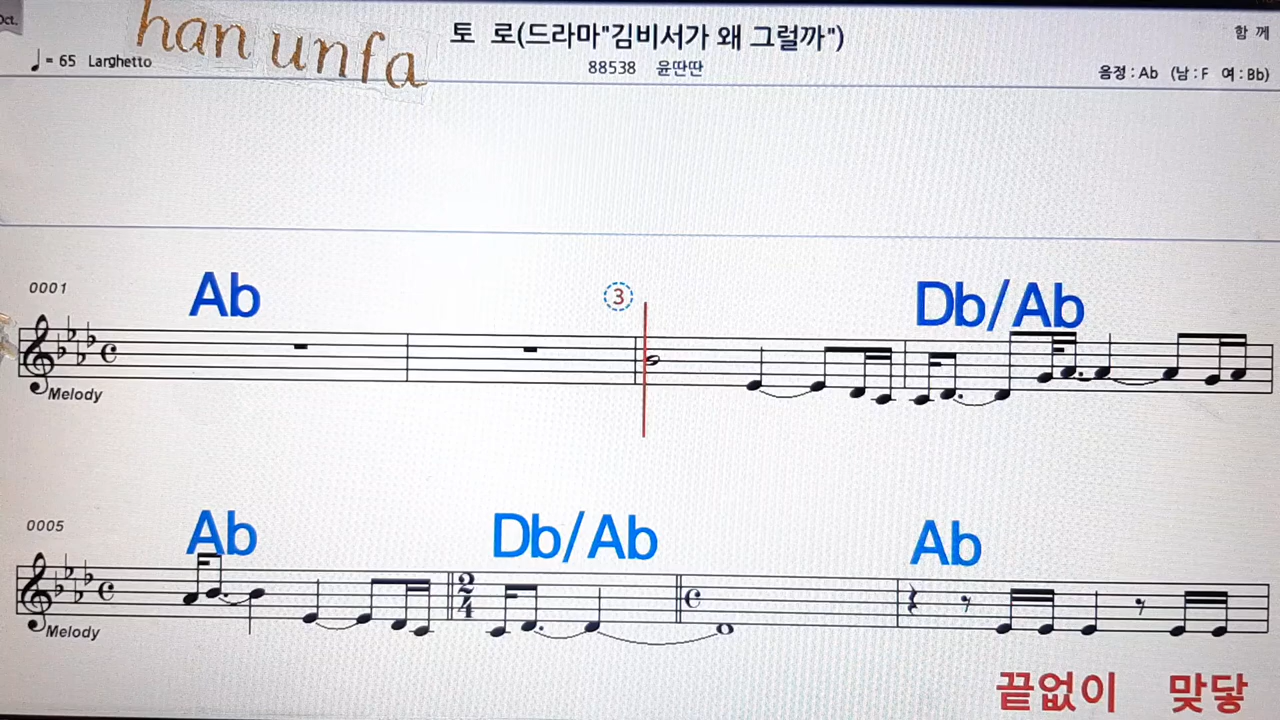 Oct.
han unfa
토 로(드라마"김비서가 왜 그럴까")
함 께
♩= 65 Larghetto
88538 윤딴딴
음정 : Ab (남 : F 여 : Bb)
0001
Ab
3
Db/Ab
Melody
0005
Ab
Db/Ab
Ab
2
4
Melody
끝없이 맞닿